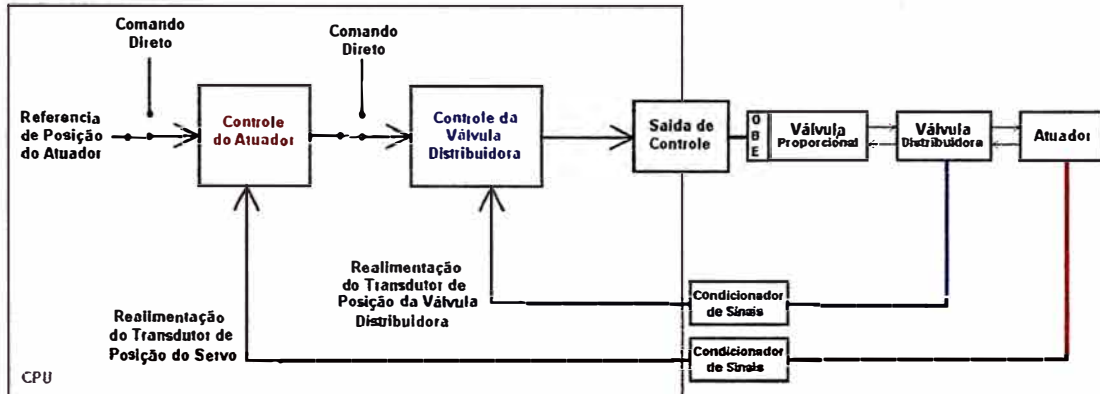 Comando
Direto
Comando
Direto
Referencia
de Posição
do Atuador
Controle
do Atuador
Controle da
Válvula
Distribuidora
Saida de
Controle
O
B
E
Válvula
Proporcional
Válvula
Distribuidora
Atuador
Realimentação
do Transdutor de
Posição da Válvula
Distribuidora
Condicionador
de Sinais
Realimentação
do Transdutor de
Posição do Servo
Condicionador
de Sinais
CPU